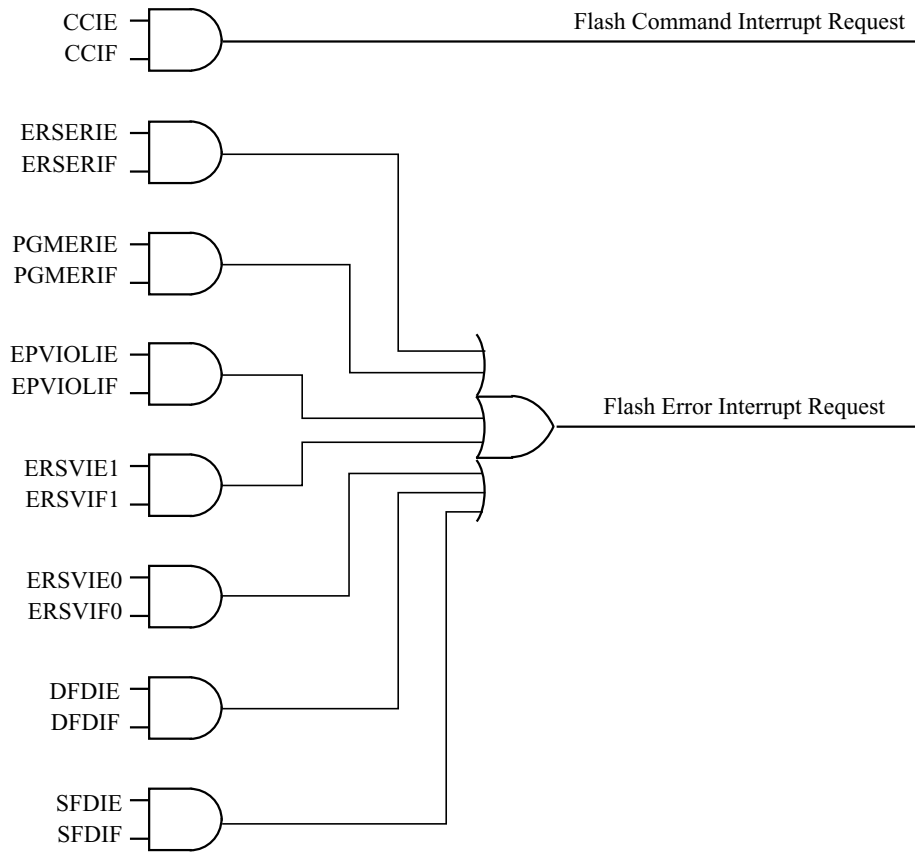 CCIE
CCIF
Flash Command Interrupt Request
ERSERIE
ERSERIF
PGMERIE
PGMERIF
EPVIOLIE
EPVIOLIF
Flash Error Interrupt Request
ERSVIE1
ERSVIF1
ERSVIE0
ERSVIF0
DFDIE
DFDIF
SFDIE
SFDIF